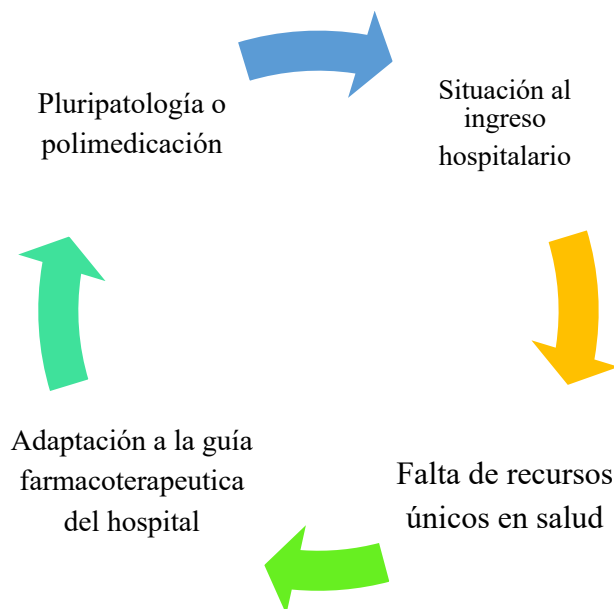 Pluripatología o
polimedicación
Situación al
ingreso
hospitalario
Falta de recursos
únicos en salud
Adaptación a la guía
farmacoterapeutica
del hospital